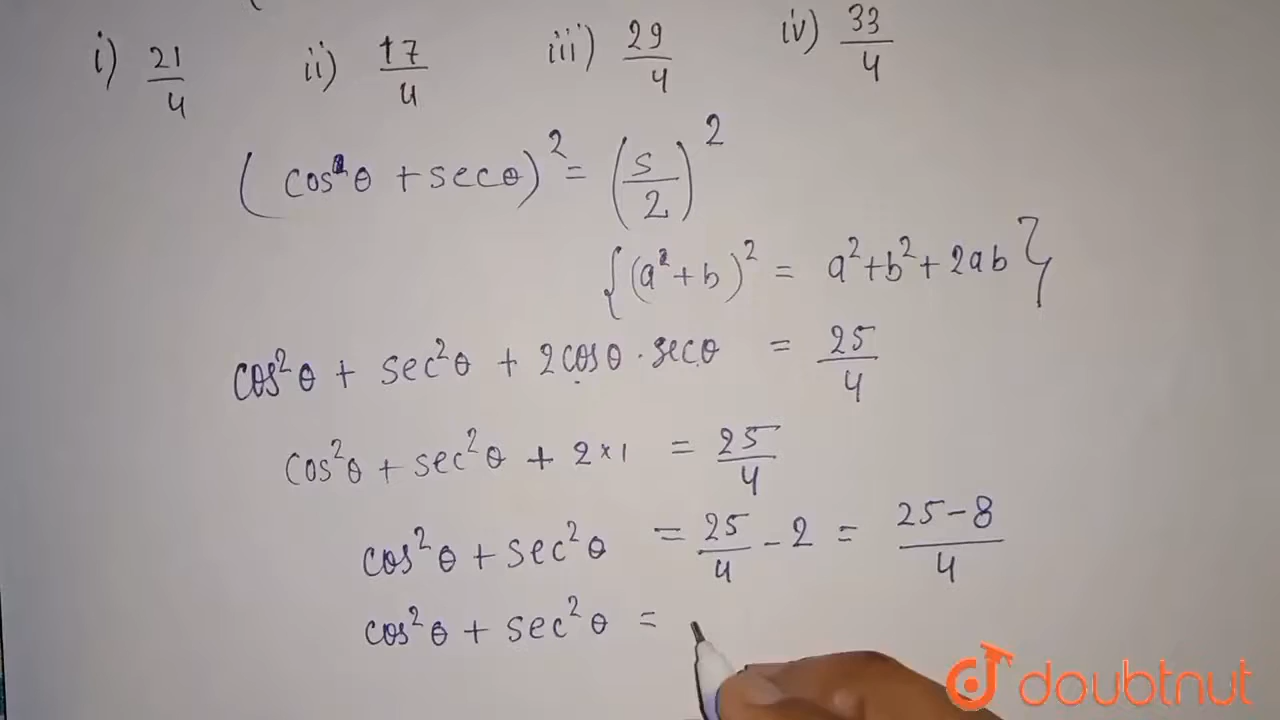 i) 21/4 ii) 17/4 iii) 29/4 iv) 33/4
(cosθ + secθ)² = (5/2)²
{(a + b)² = a² + b² + 2ab}
cos²θ + sec²θ + 2cosθ · secθ = 25/4
cos²θ + sec²θ + 2×1 = 25/4
cos²θ + sec²θ = 25/4 - 2 = 25-8/4
cos²θ + sec²θ =
doubtnut